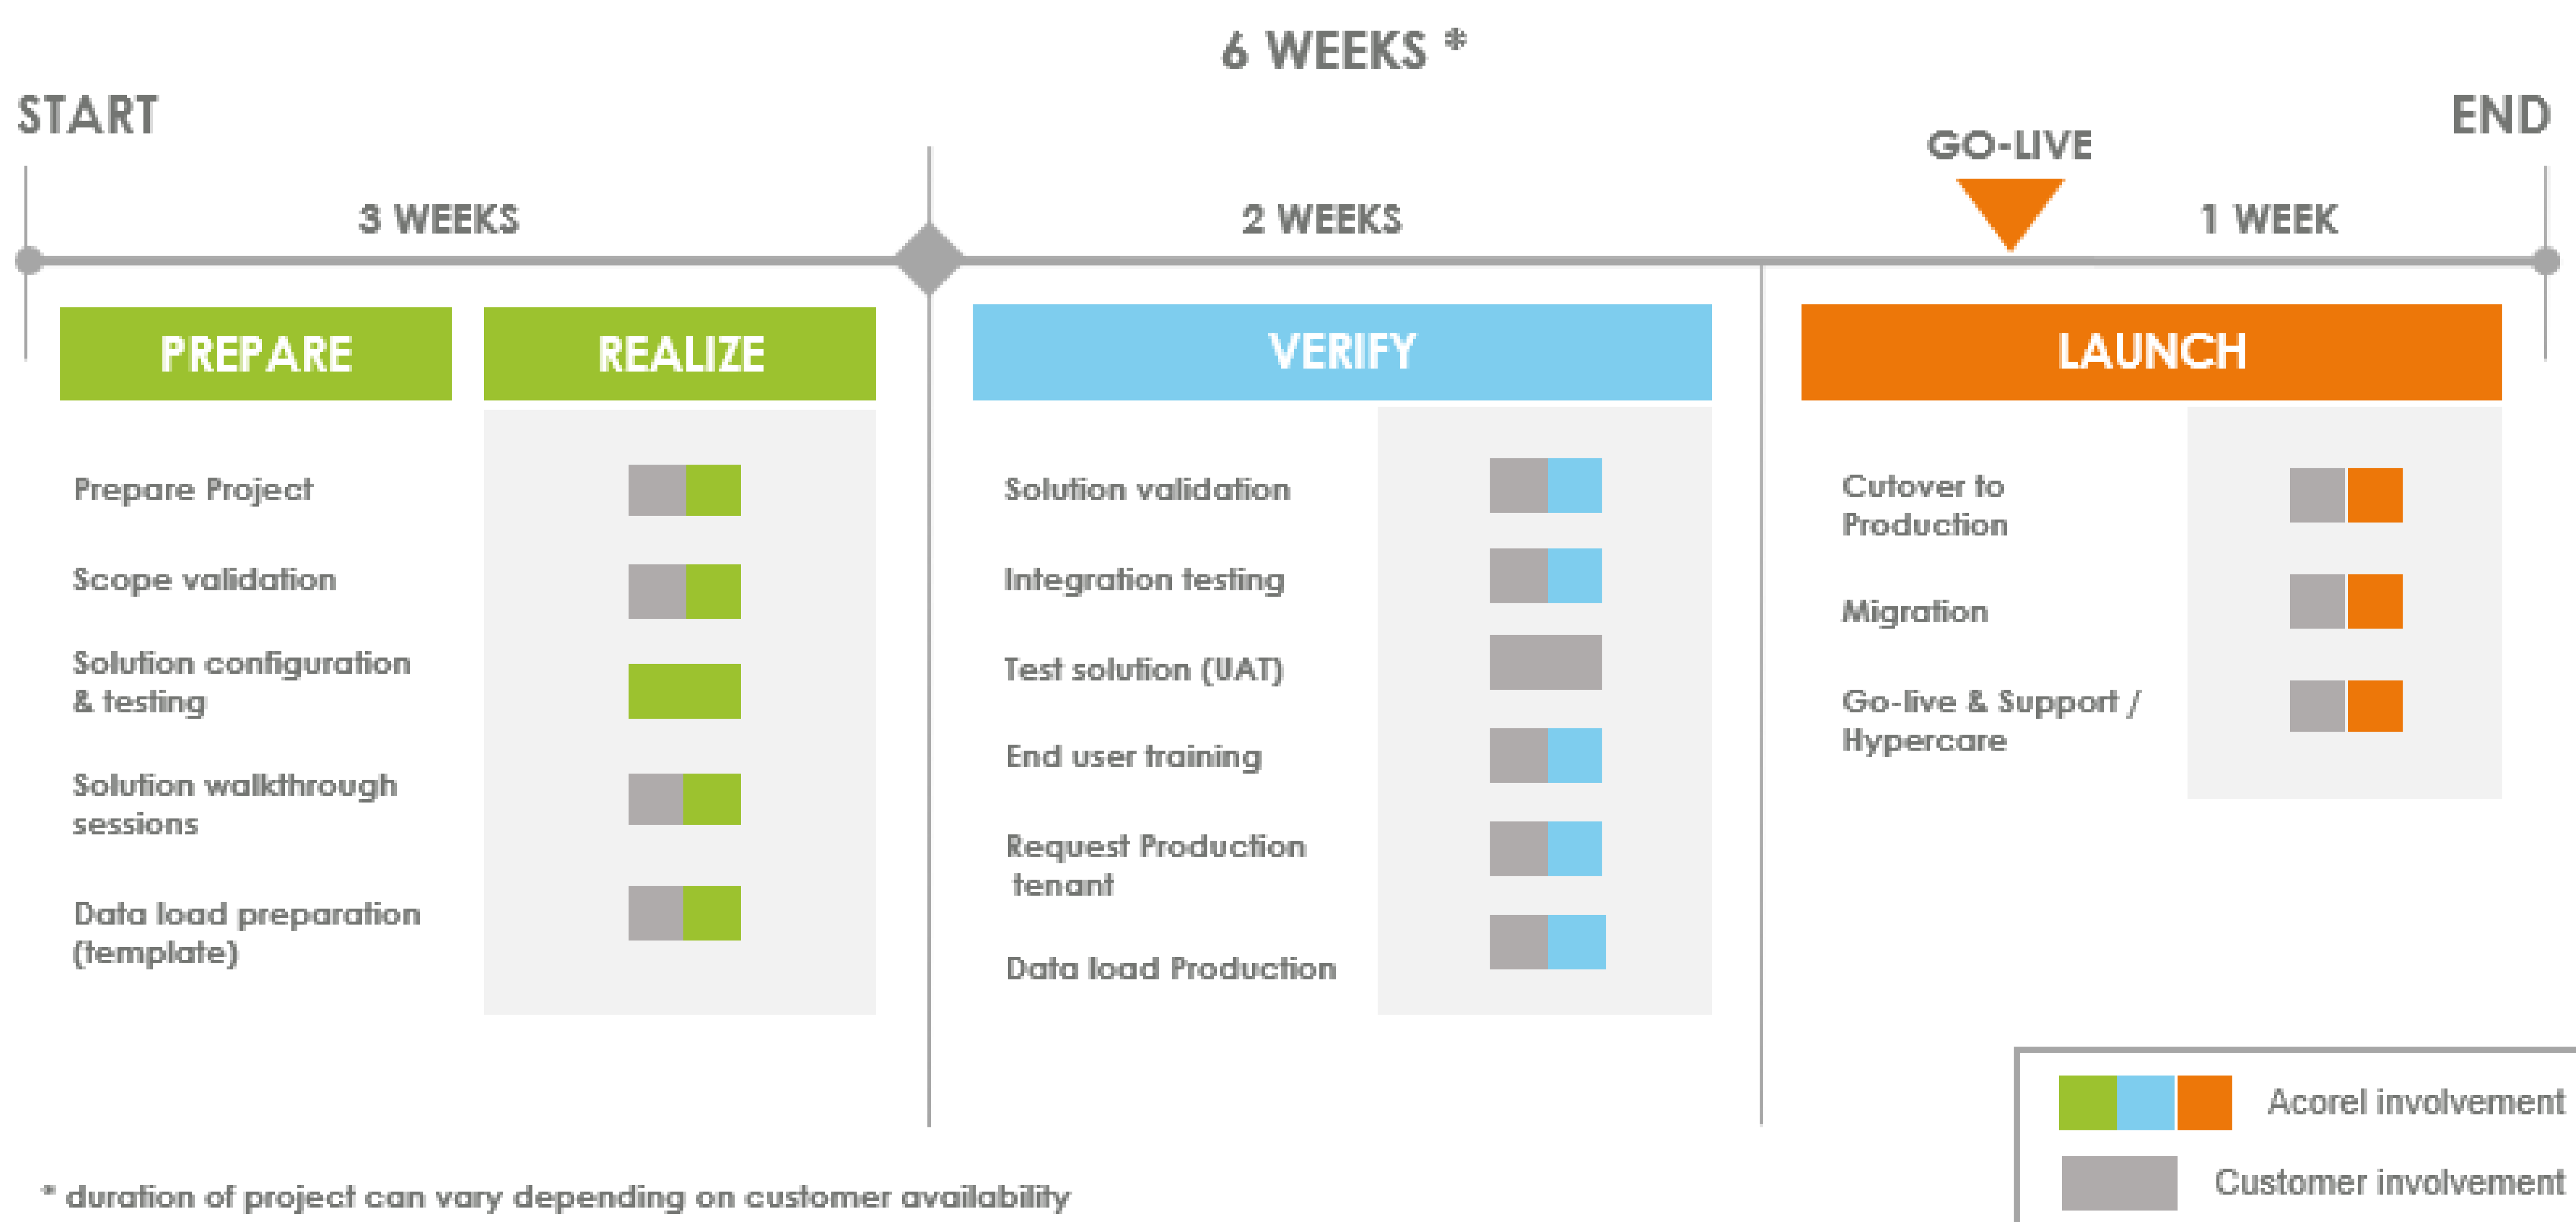 6 WEEKS *
START
END
GO-LIVE
3 WEEKS
2 WEEKS
1 WEEK
PREPARE
REALIZE
VERIFY
LAUNCH
Prepare Project
Scope validation
Solution configuration
& testing
Solution walkthrough
sessions
Data load preparation
(template)
Solution validation
Integration testing
Test solution (UAT)
End user training
Request Production
tenant
Data load Production
Cutover to
Production
Migration
Go-live & Support /
Hypercare
Acorel involvement
Customer involvement
* duration of project can vary depending on customer availability